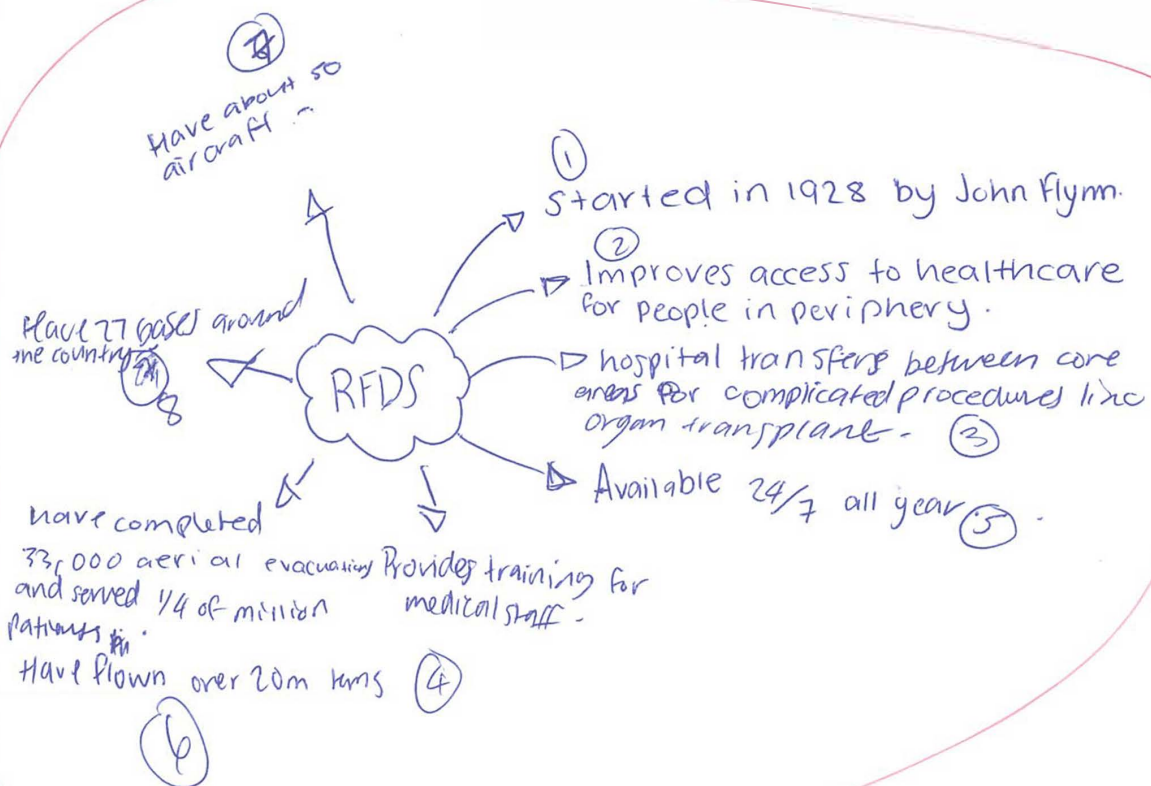 Have about 50
aircraft
1
Started in 1928 by John Flynn.
2
Improves access to healthcare
for people in periphery.
hospital transfers between core
areas for complicated procedures like
organ transplant.
3
Available 24/7 all year
5
RFDS
Have 27 bases around
the country
8
have completed
33,000 aerial evacuations
and served 1/4 of million
patients
Have flown over 20m kms
6
Provides training for
medical staff.
4